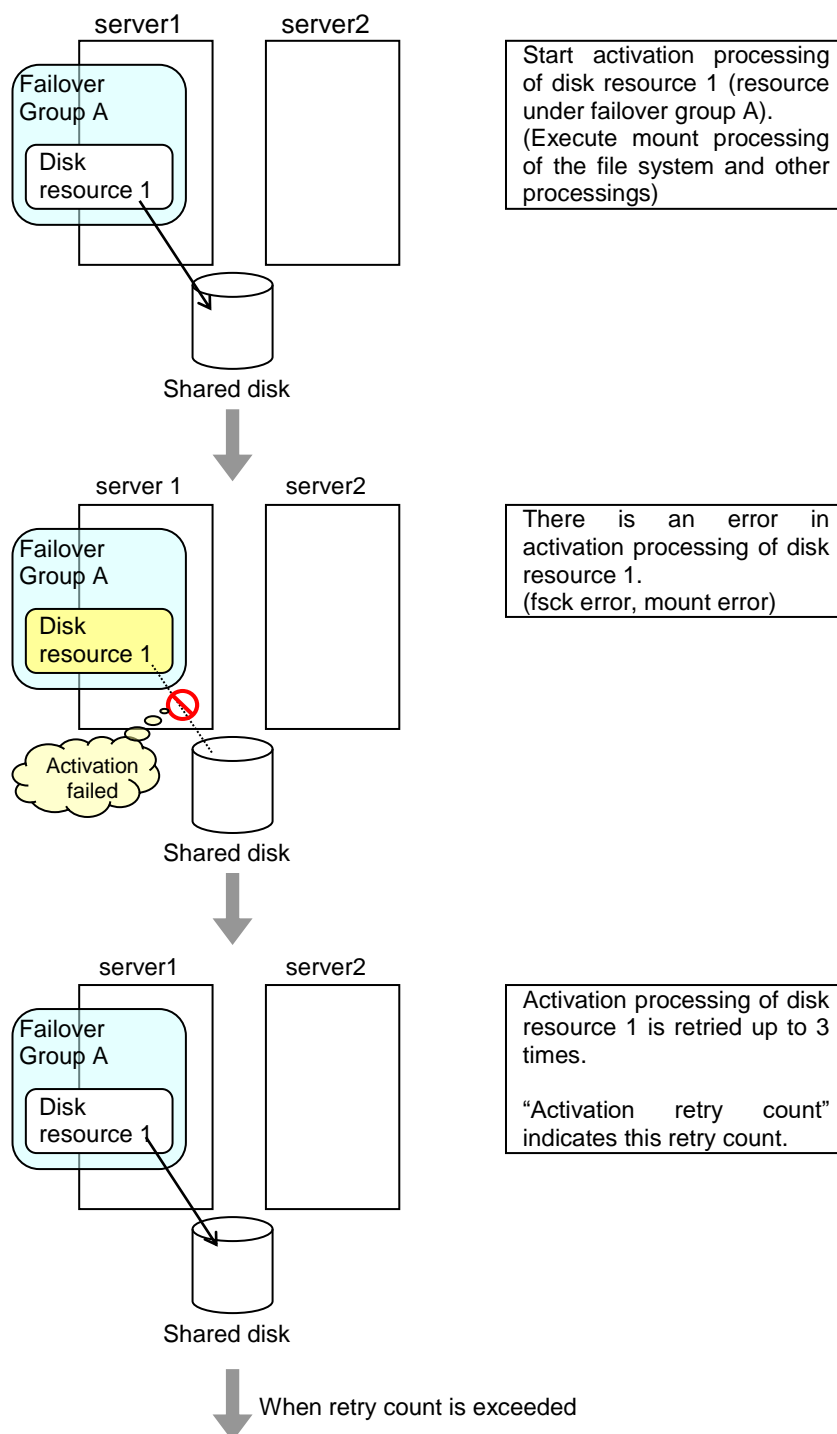 server1
server2
Failover
Group A
Disk
resource 1
Shared disk
Start activation processing
of disk resource 1 (resource
under failover group A).
(Execute mount processing
of the file system and other
processings)
server 1
server2
Failover
Group A
Disk
resource 1
Activation
failed
Shared disk
There is an error in
activation processing of disk
resource 1.
(fsck error, mount error)
server1
server2
Failover
Group A
Disk
resource 1
Shared disk
Activation processing of disk
resource 1 is retried up to 3
times.
“Activation retry count”
indicates this retry count.
When retry count is exceeded